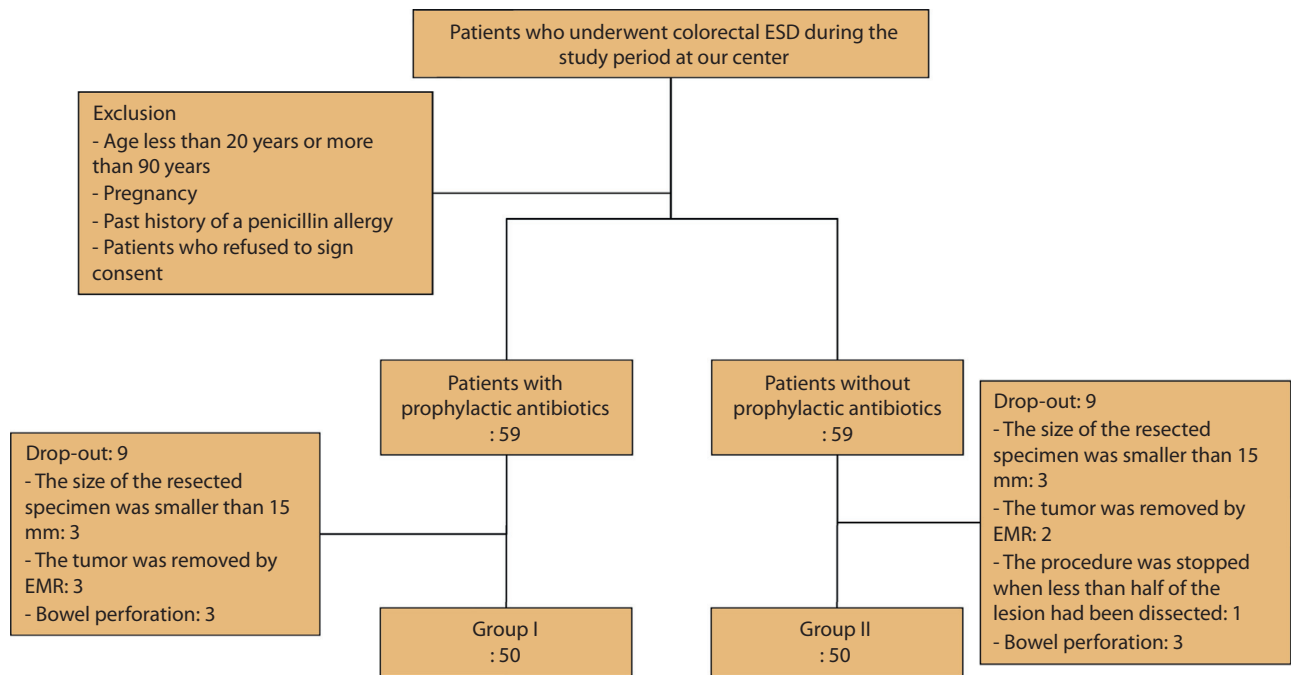 Patients who underwent colorectal ESD during the
study period at our center
Exclusion
- Age less than 20 years or more
than 90 years
- Pregnancy
- Past history of a penicillin allergy
- Patients who refused to sign
consent
Patients with
prophylactic antibiotics
: 59
Patients without
prophylactic antibiotics
: 59
Drop-out: 9
- The size of the resected
specimen was smaller than 15
mm: 3
- The tumor was removed by
EMR: 3
- Bowel perforation: 3
Drop-out: 9
- The size of the resected
specimen was smaller than 15
mm: 3
- The tumor was removed by
EMR: 2
- The procedure was stopped
when less than half of the
lesion had been dissected: 1
- Bowel perforation: 3
Group I
: 50
Group II
: 50